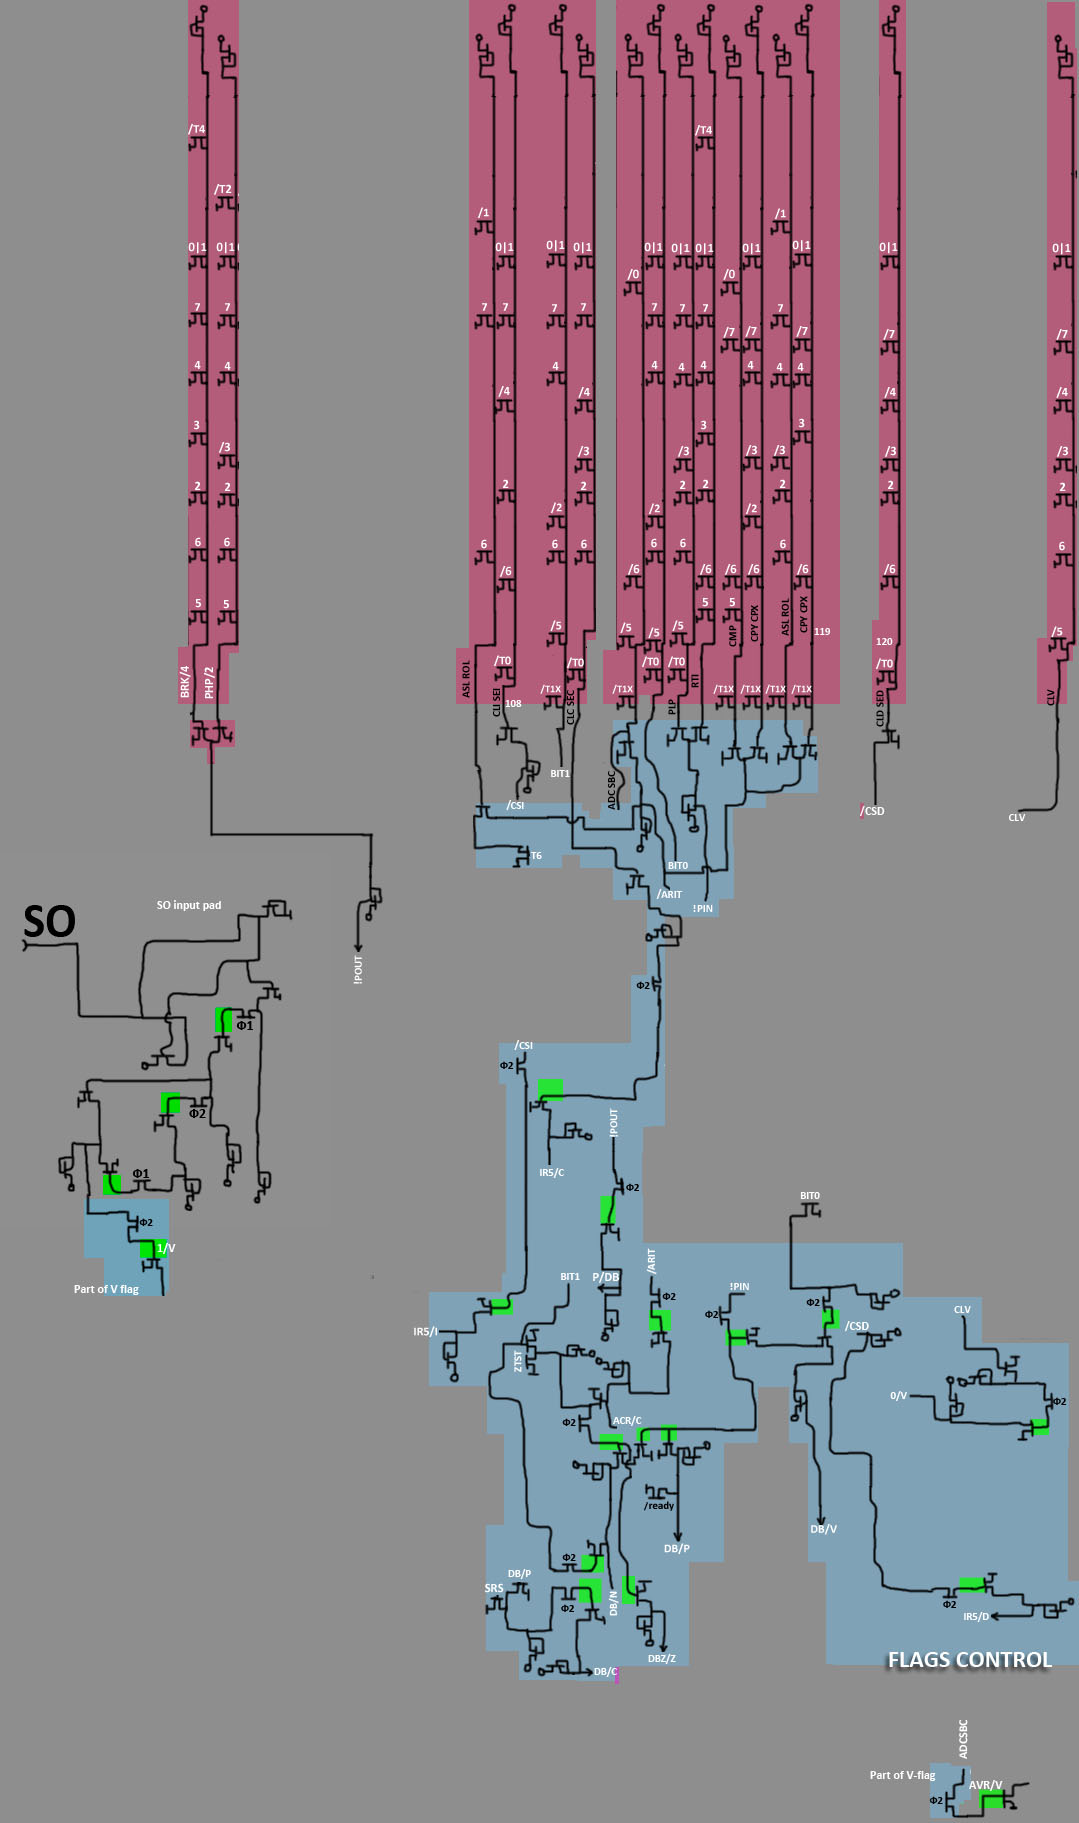 /T4
/T4
/T2
/1
/1
0|1
0|1
0|1
0|1
0|1
0|1
0|1
0|1
0|1
0|1
0|1
0|1
/0
/0
7
7
7
7
7
7
7
7
7
7
/7
/7
/7
/7
/7
4
4
4
4
4
4
4
4
4
/4
/4
/4
/4
3
3
3
/3
/3
/3
/3
/3
/3
/3
2
2
2
2
2
2
2
2
2
/2
/2
/2
6
6
6
6
6
6
6
6
6
/6
/6
/6
/6
/6
/6
/6
5
5
5
5
/5
/5
/5
/5
/5
CMP
CPY CPX
ASL ROL
CPY CPX
119
120
BRK/4
PHP/2
ASL ROL
/T0
CLI SEI
108
/T1X
/T0
CLC SEC
/T1X
/T0
/T0
PLP
RTI
/T1X
/T1X
/T1X
/T1X
/T0
CLD SED
CLV
BIT1
ADC SBC
/CSI
/CSD
CLV
T6
BIT0
/ARIT
!PIN
SO
SO input pad
!POUT
Φ2
Φ1
/CSI
Φ2
Φ2
!POUT
Φ1
IR5/C
Φ2
BIT0
Φ2
1/V
Part of V flag
/ARIT
BIT1
P/DB
Φ2
!PIN
Φ2
Φ2
CLV
/CSD
IR5/I
ZTST
0/V
Φ2
Φ2
ACR/C
/ready
DB/P
DB/V
Φ2
DB/P
SRS
Φ2
DB/N
Φ2
IR5/D
DBZ/Z
DB/C
FLAGS CONTROL
ADCSBC
Part of V-flag
AVR/V
Φ2